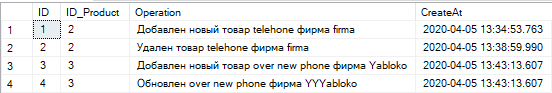 ID ID_Product Operation CreateAt
1 1 2 Добавлен новый товар telehone фирма firma 2020-04-05 13:34:53.763
2 2 2 Удален товар telehone фирма firma 2020-04-05 13:38:59.990
3 3 3 Добавлен новый товар over new phone фирма Yabloko 2020-04-05 13:43:13.607
4 4 3 Обновлен over new phone фирма YYYabloko 2020-04-05 13:43:13.607